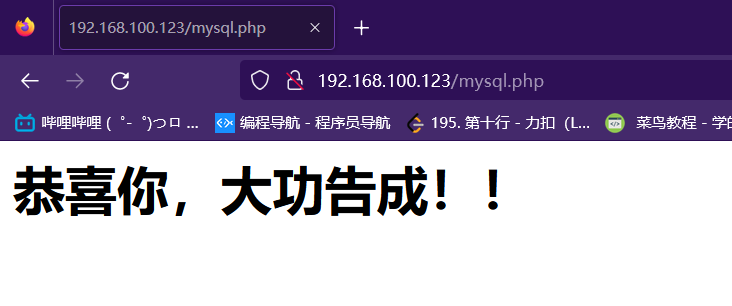 192.168.100.123/mysql.php
192.168.100.123/mysql.php
哔哩哔哩 ( ゜- ゜)つロ ... 编程导航 - 程序员导航 195. 第十行 - 力扣（L... 菜鸟教程 - 学的
恭喜你，大功告成！！